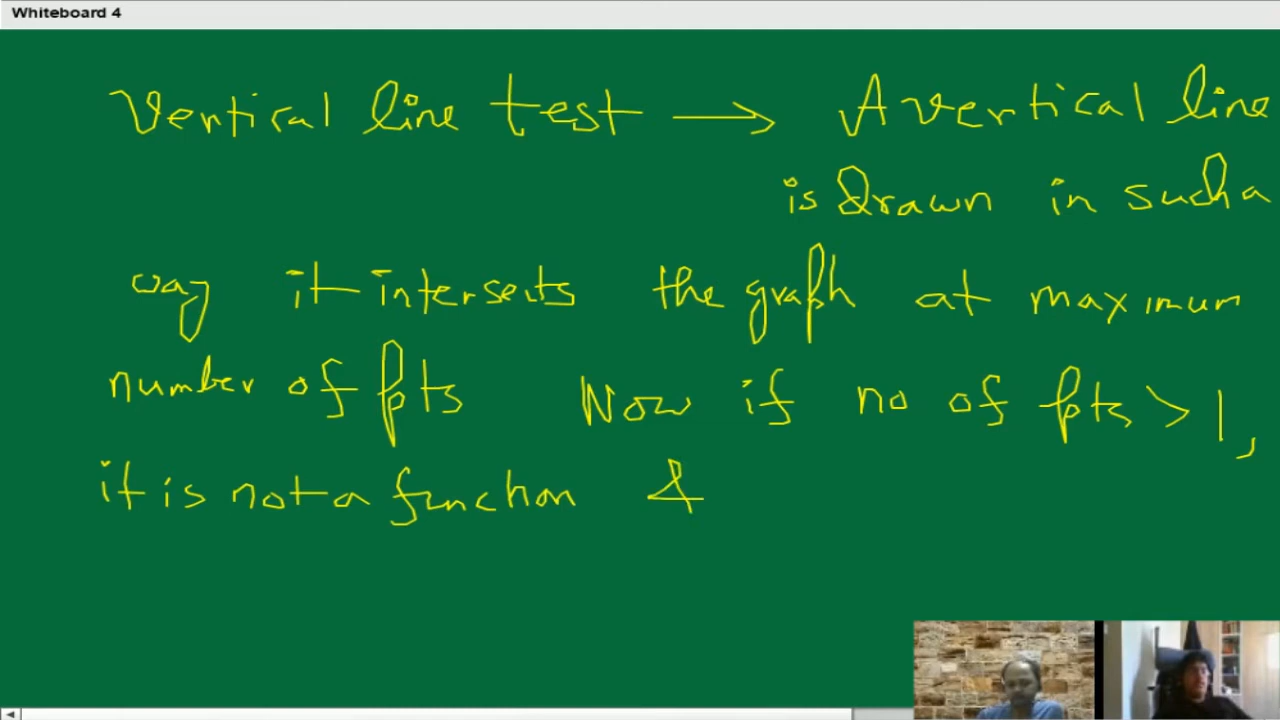 Whiteboard 4
Vertical line test → A vertical line
is drawn in such a
way it intersects the graph at maximum
number of pts Now if no of pts > 1,
it is not a function &